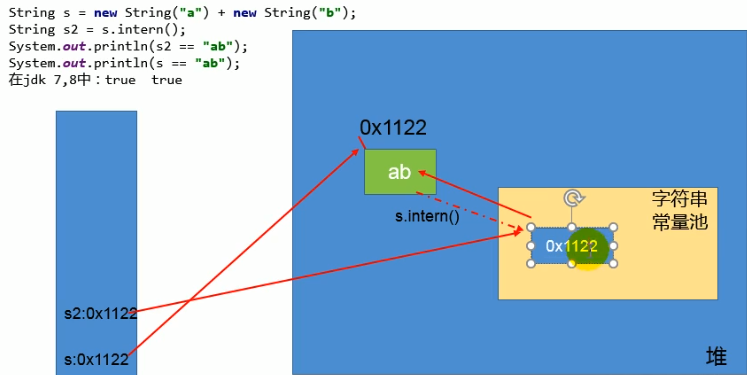 String s = new String("a") + new String("b");
String s2 = s.intern();
System.out.println(s2 == "ab");
System.out.println(s == "ab");
在jdk 7,8中：true  true
0x1122
ab
字符串
常量池
s.intern()
0x1122
s2:0x1122
s:0x1122
堆